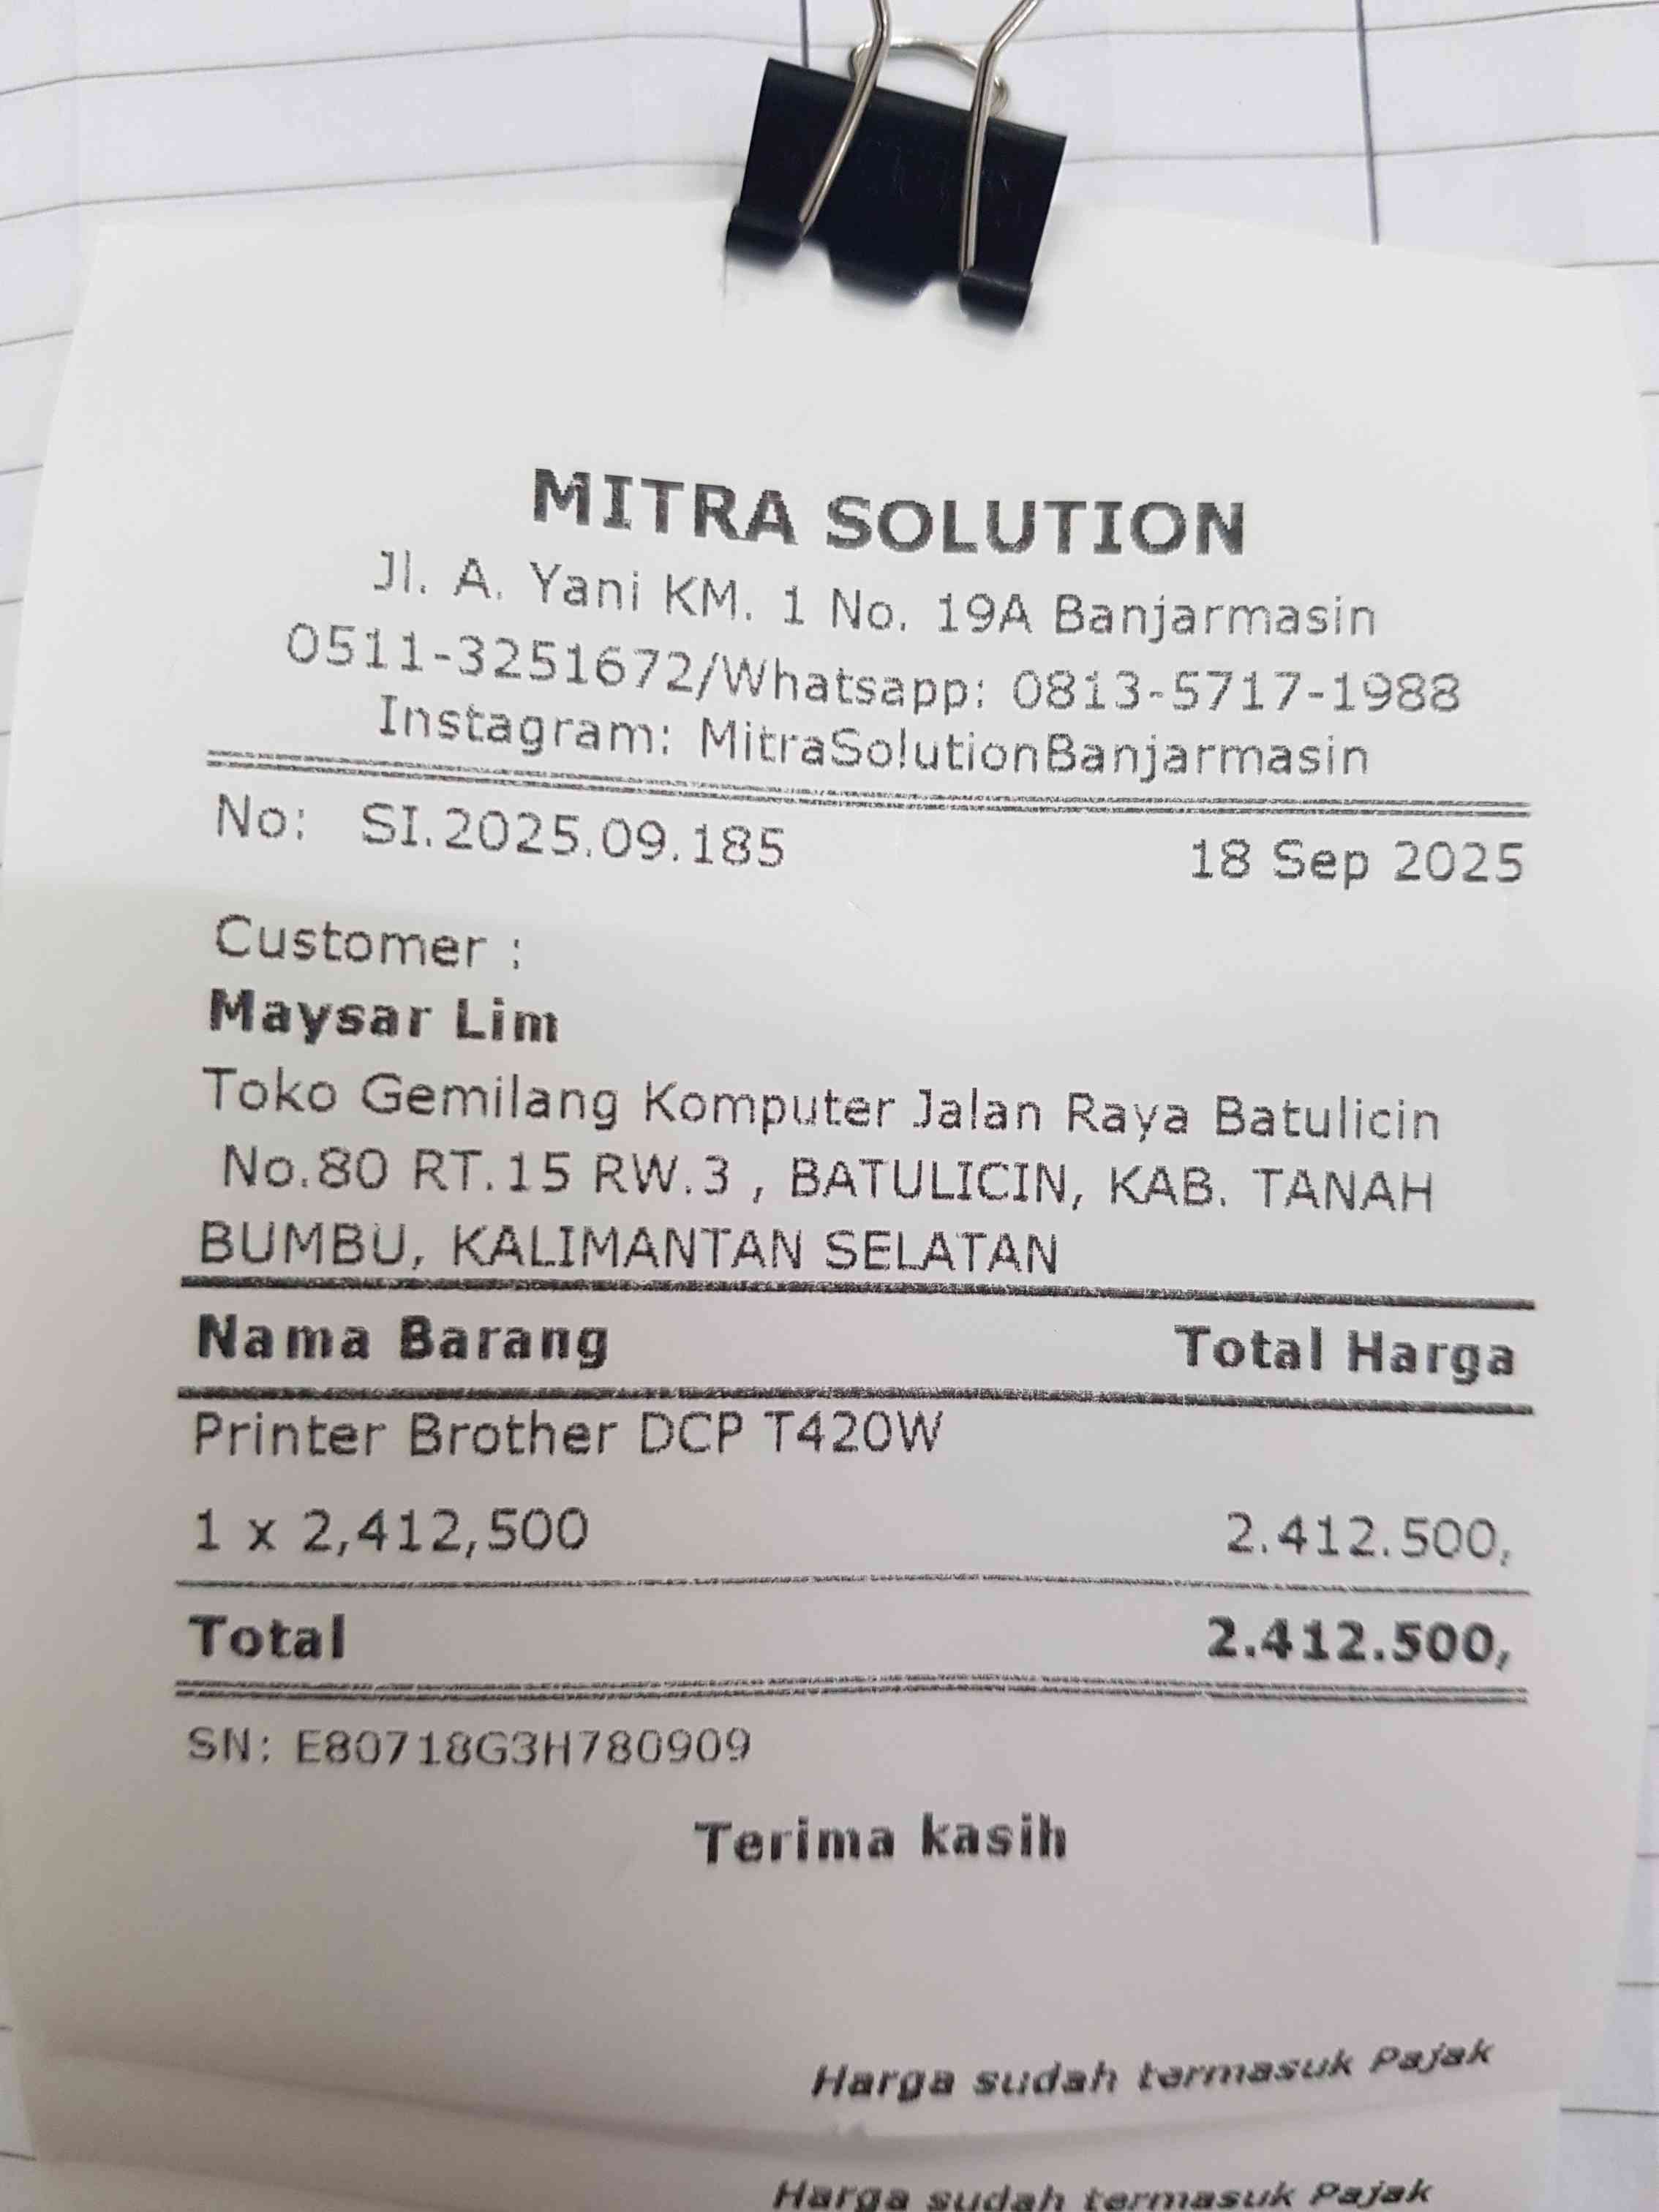 MITRA SOLUTION
Jl. A. Yani KM. 1 No. 19A Banjarmasin
0511-3251672/Whatsapp: 0813-5717-1988
Instagram: MitraSolutionBanjarmasin
No: SI.2025.09.185 18 Sep 2025
Customer :
Maysar Lim
Toko Gemilang Komputer Jalan Raya Batulicin
No.80 RT.15 RW.3 , BATULICIN, KAB. TANAH
BUMBU, KALIMANTAN SELATAN
Nama Barang Total Harga
Printer Brother DCP T420W
1 x 2,412,500 2.412.500,
Total 2.412.500,
SN: E80718G3H780909
Terima kasih
Harga sudah termasuk Pajak
Harga sudah termasuk Pajak